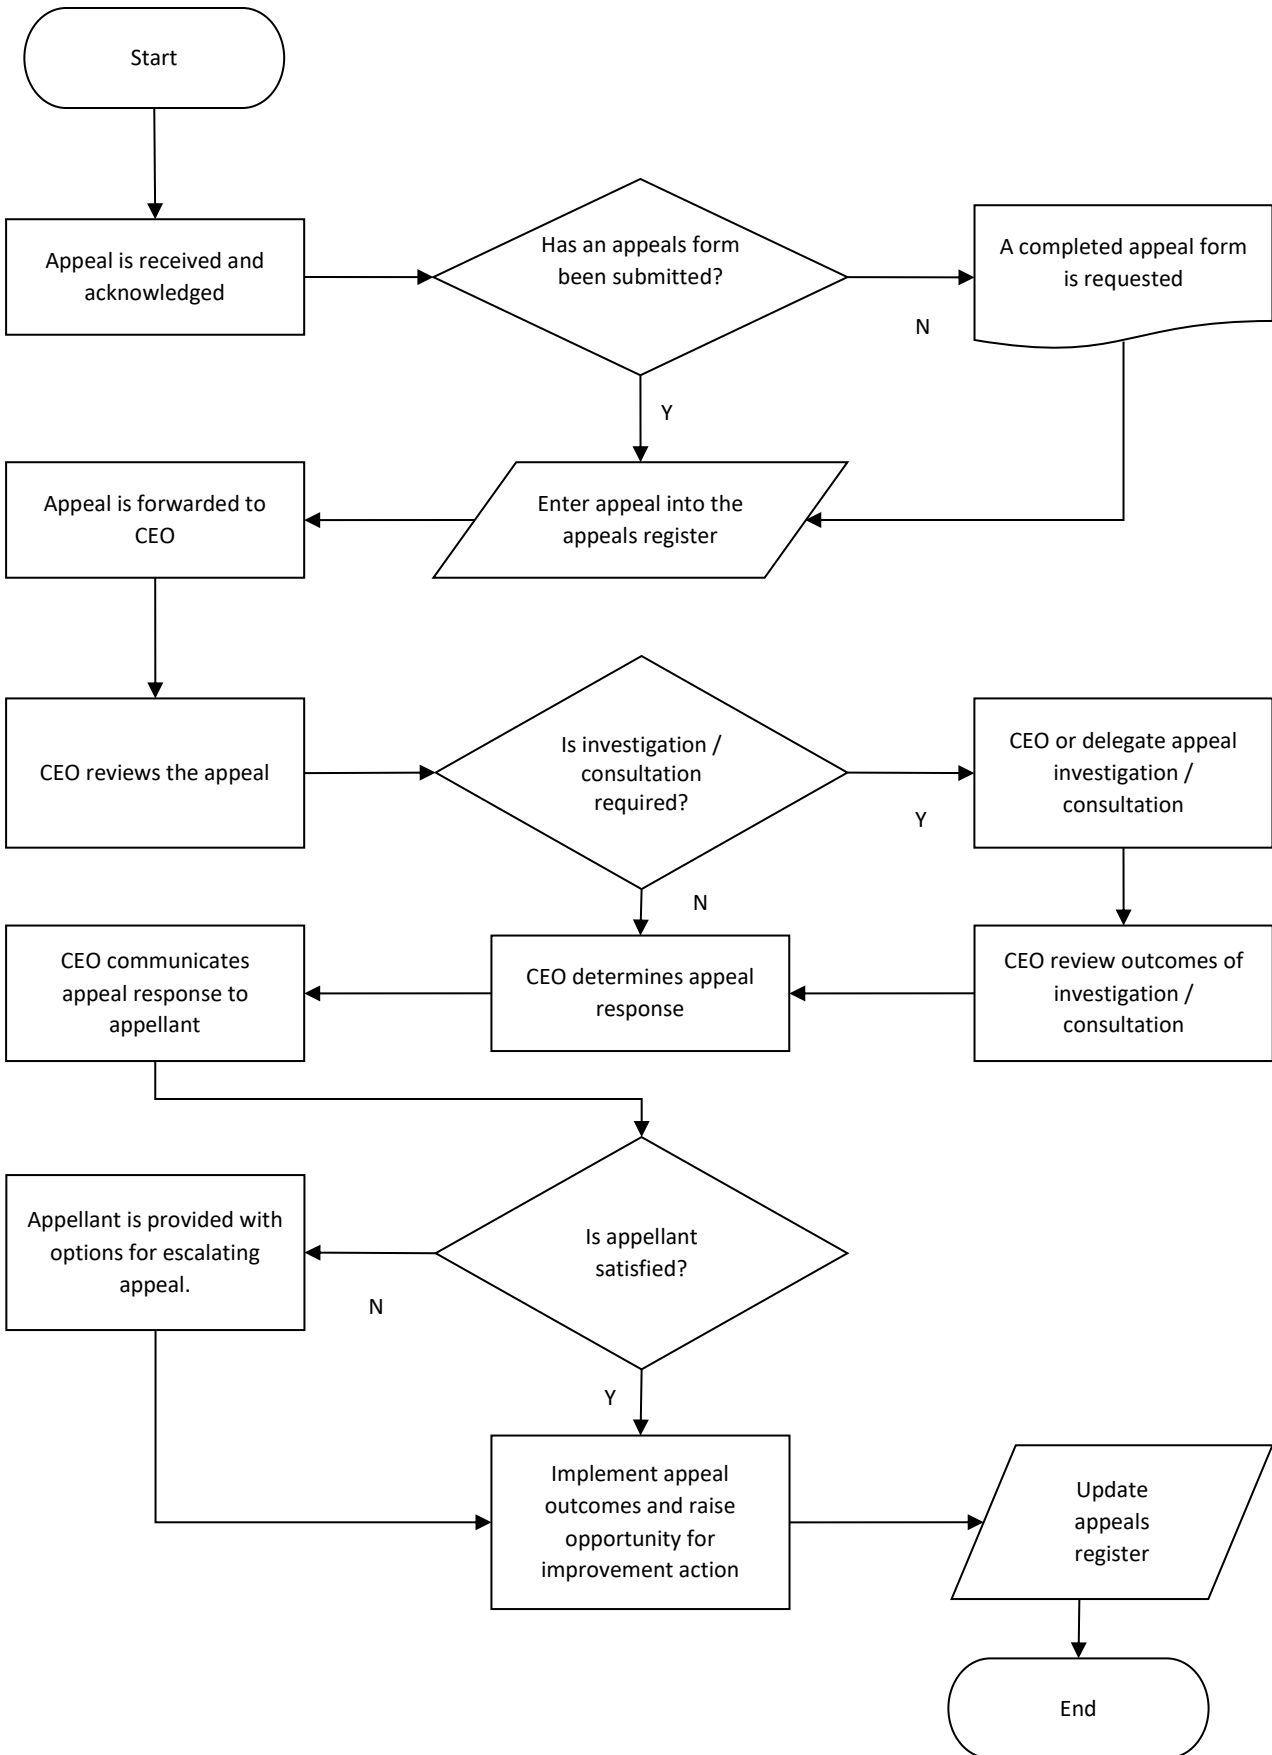 Start
Appeal is received and
acknowledged
Has an appeals form
been submitted?
A completed appeal form
is requested
N
Y
Appeal is forwarded to
CEO
Enter appeal into the
appeals register
CEO reviews the appeal
Is investigation /
consultation
required?
CEO or delegate appeal
investigation /
consultation
Y
N
CEO communicates
appeal response to
appellant
CEO determines appeal
response
CEO review outcomes of
investigation /
consultation
Appellant is provided with
options for escalating
appeal.
Is appellant
satisfied?
N
Y
Implement appeal
outcomes and raise
opportunity for
improvement action
Update
appeals
register
End